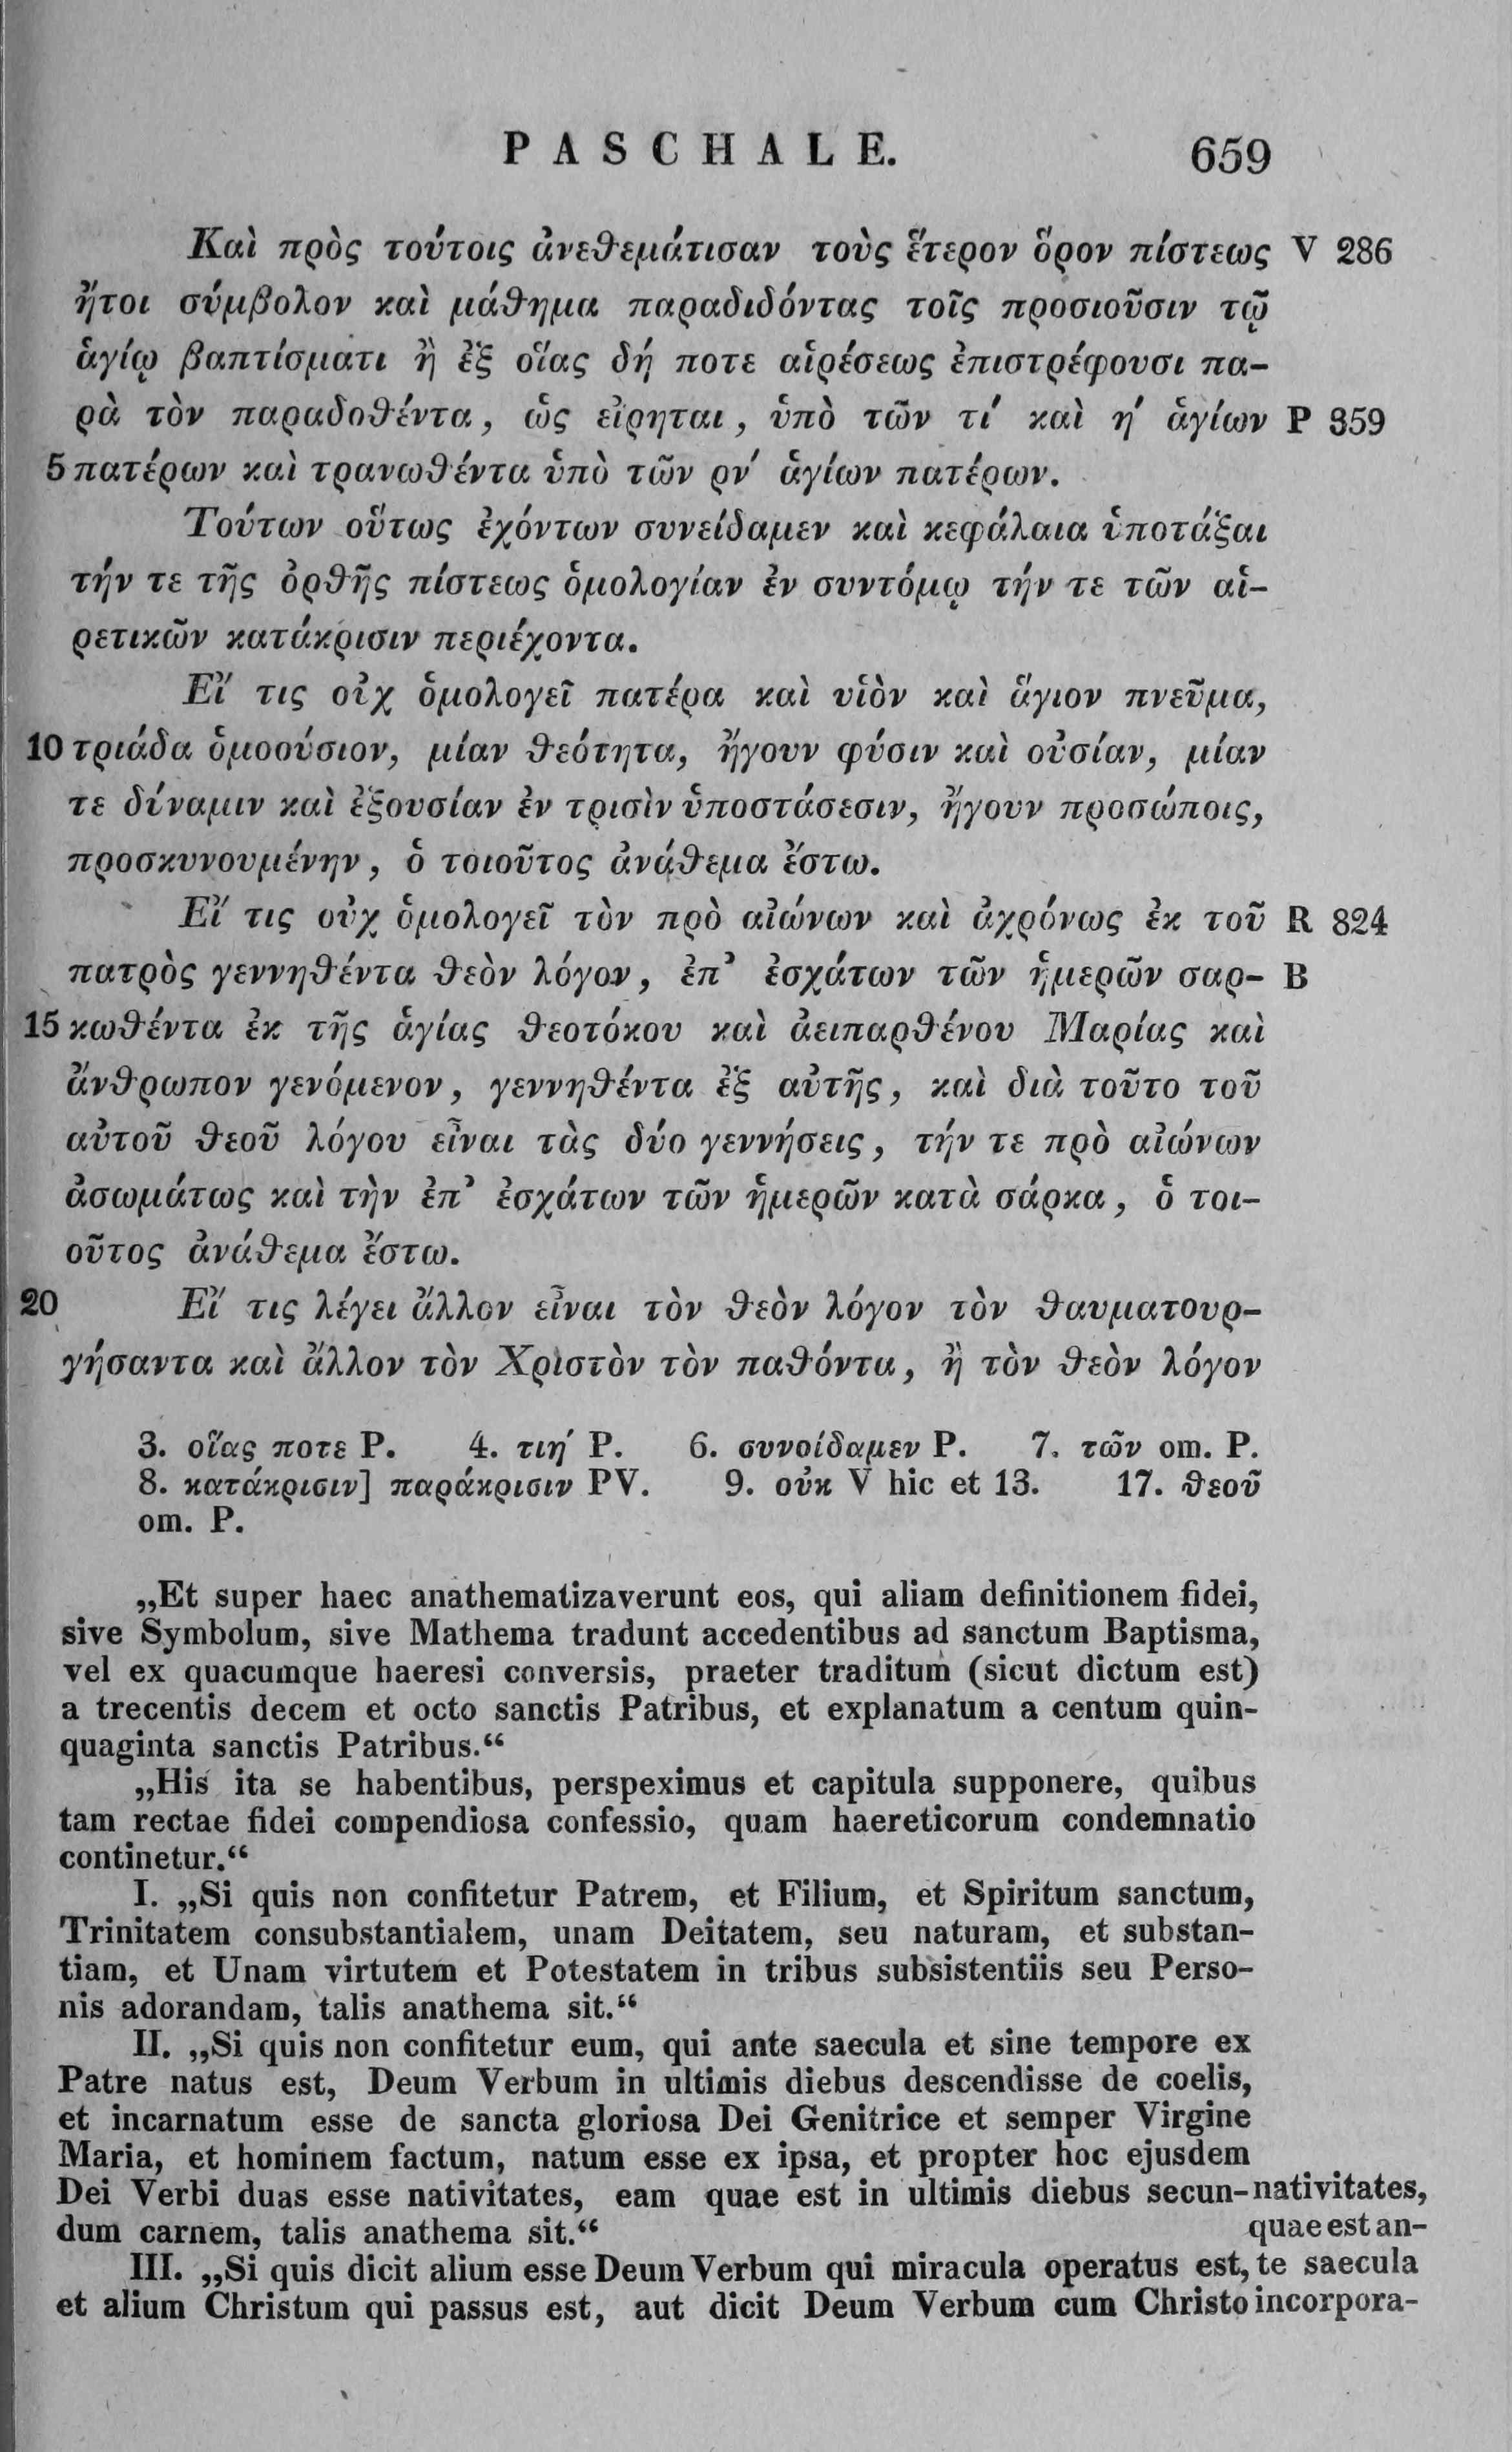 PASCHALE. 659
Καὶ πρὸς τούτοις ἀνεθεμάτισαν τοὺς ἕτερον ὅρον πίστεως V 286
ἤτοι σύμβολον καὶ μάθημα παραδιδόντας τοῖς προσιοῦσιν τῷ
ἁγίῳ βαπτίσματι ἢ ἐξ οἵας δή ποτε αἱρέσεως ἐπιστρέφουσι πα-
ρὰ τὸν παραδοθέντα, ὡς εἴρηται, ὑπὸ τῶν τι´ καὶ η´ ἁγίων P 359
5 πατέρων καὶ τρανωθέντα ὑπὸ τῶν ρν´ ἁγίων πατέρων.
Τούτων οὕτως ἐχόντων συνείδαμεν καὶ κεφάλαια ὑποτάξαι
τήν τε τῆς ὀρθῆς πίστεως ὁμολογίαν ἐν συντόμῳ τήν τε τῶν αἱ-
ρετικῶν κατάκρισιν περιέχοντα.
Εἴ τις οὐχ ὁμολογεῖ πατέρα καὶ υἱὸν καὶ ἅγιον πνεῦμα,
10 τριάδα ὁμοούσιον, μίαν θεότητα, ἤγουν φύσιν καὶ οὐσίαν, μίαν
τε δύναμιν καὶ ἐξουσίαν ἐν τρισὶν ὑποστάσεσιν, ἤγουν προσώποις,
προσκυνουμένην, ὁ τοιοῦτος ἀνάθεμα ἔστω.
Εἴ τις οὐχ ὁμολογεῖ τὸν πρὸ αἰώνων καὶ ἀχρόνως ἐκ τοῦ R 824
πατρὸς γεννηθέντα θεὸν λόγον, ἐπ᾽ ἐσχάτων τῶν ἡμερῶν σαρ- B
15 κωθέντα ἐκ τῆς ἁγίας θεοτόκου καὶ ἀειπαρθένου Μαρίας καὶ
ἄνθρωπον γενόμενον, γεννηθέντα ἐξ αὐτῆς, καὶ διὰ τοῦτο τοῦ
αὐτοῦ θεοῦ λόγου εἶναι τὰς δύο γεννήσεις, τήν τε πρὸ αἰώνων
ἀσωμάτως καὶ τὴν ἐπ᾽ ἐσχάτων τῶν ἡμερῶν κατὰ σάρκα, ὁ τοι-
οῦτος ἀνάθεμα ἔστω.
20 Εἴ τις λέγει ἄλλον εἶναι τὸν θεὸν λόγον τὸν θαυματουρ-
γήσαντα καὶ ἄλλον τὸν Χριστὸν τὸν παθόντα, ἢ τὸν θεὸν λόγον
3. οἵας ποτε P. 4. τιη´ P. 6. συνοίδαμεν P. 7. τῶν om. P.
8. κατάκρισιν] παράκρισιν PV. 9. οὐκ V hic et 13. 17. θεοῦ
om. P.
„Et super haec anathematizaverunt eos, qui aliam definitionem fidei,
sive Symbolum, sive Mathema tradunt accedentibus ad sanctum Baptisma,
vel ex quacumque haeresi conversis, praeter traditum (sicut dictum est)
a trecentis decem et octo sanctis Patribus, et explanatum a centum quin-
quaginta sanctis Patribus.“
„His ita se habentibus, perspeximus et capitula supponere, quibus
tam rectae fidei compendiosa confessio, quam haereticorum condemnatio
continetur.“
I. „Si quis non confitetur Patrem, et Filium, et Spiritum sanctum,
Trinitatem consubstantialem, unam Deitatem, seu naturam, et substan-
tiam, et Unam virtutem et Potestatem in tribus subsistentiis seu Perso-
nis adorandam, talis anathema sit.“
II. „Si quis non confitetur eum, qui ante saecula et sine tempore ex
Patre natus est, Deum Verbum in ultimis diebus descendisse de coelis,
et incarnatum esse de sancta gloriosa Dei Genitrice et semper Virgine
Maria, et hominem factum, natum esse ex ipsa, et propter hoc ejusdem
Dei Verbi duas esse nativitates, eam quae est in ultimis diebus secun- nativitates,
dum carnem, talis anathema sit.“ quae est an-
III. „Si quis dicit alium esse Deum Verbum qui miracula operatus est, te saecula
et alium Christum qui passus est, aut dicit Deum Verbum cum Christo incorpora-